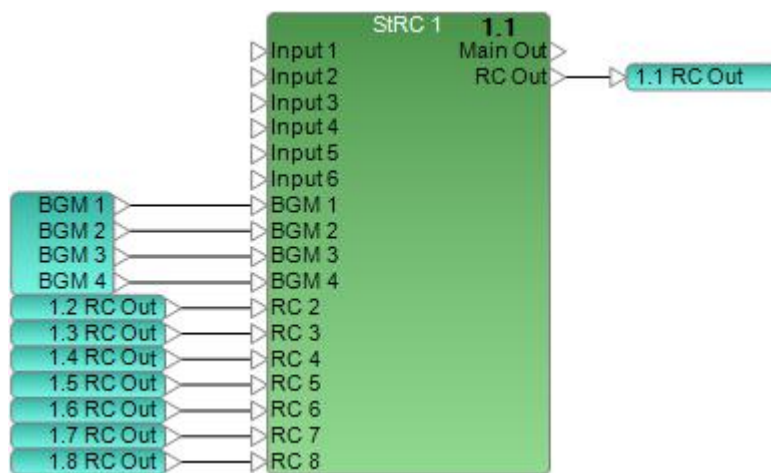 StRC 1 1.1
Input 1 Main Out
Input 2 RC Out 1.1 RC Out
Input 3
Input 4
Input 5
Input 6
BGM 1 BGM 1
BGM 2 BGM 2
BGM 3 BGM 3
BGM 4 BGM 4
1.2 RC Out RC 2
1.3 RC Out RC 3
1.4 RC Out RC 4
1.5 RC Out RC 5
1.6 RC Out RC 6
1.7 RC Out RC 7
1.8 RC Out RC 8